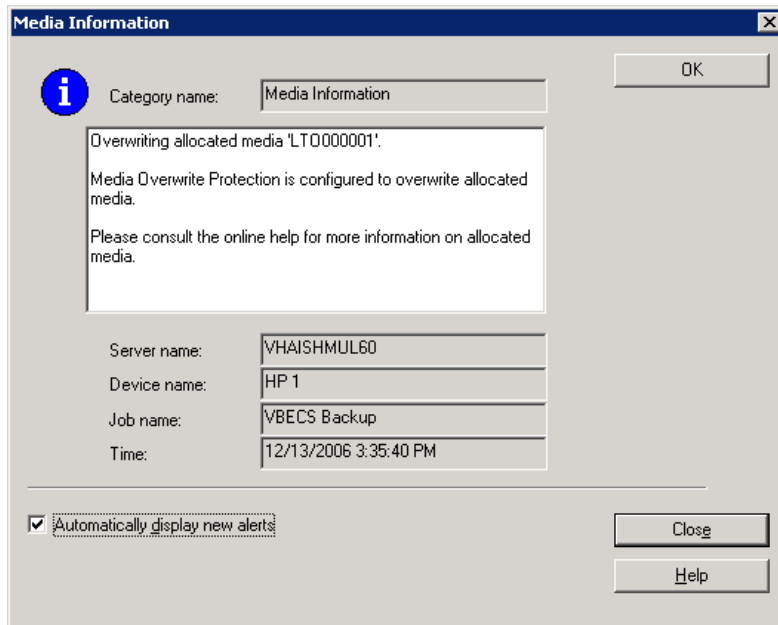 Media Information
OK
Category name: Media Information
Overwriting allocated media 'LTO000001'.
Media Overwrite Protection is configured to overwrite allocated
media.
Please consult the online help for more information on allocated
media.
Server name: VHAISHMUL60
Device name: HP 1
Job name: VBECS Backup
Time: 12/13/2006 3:35:40 PM
Automatically display new alerts
Close
Help